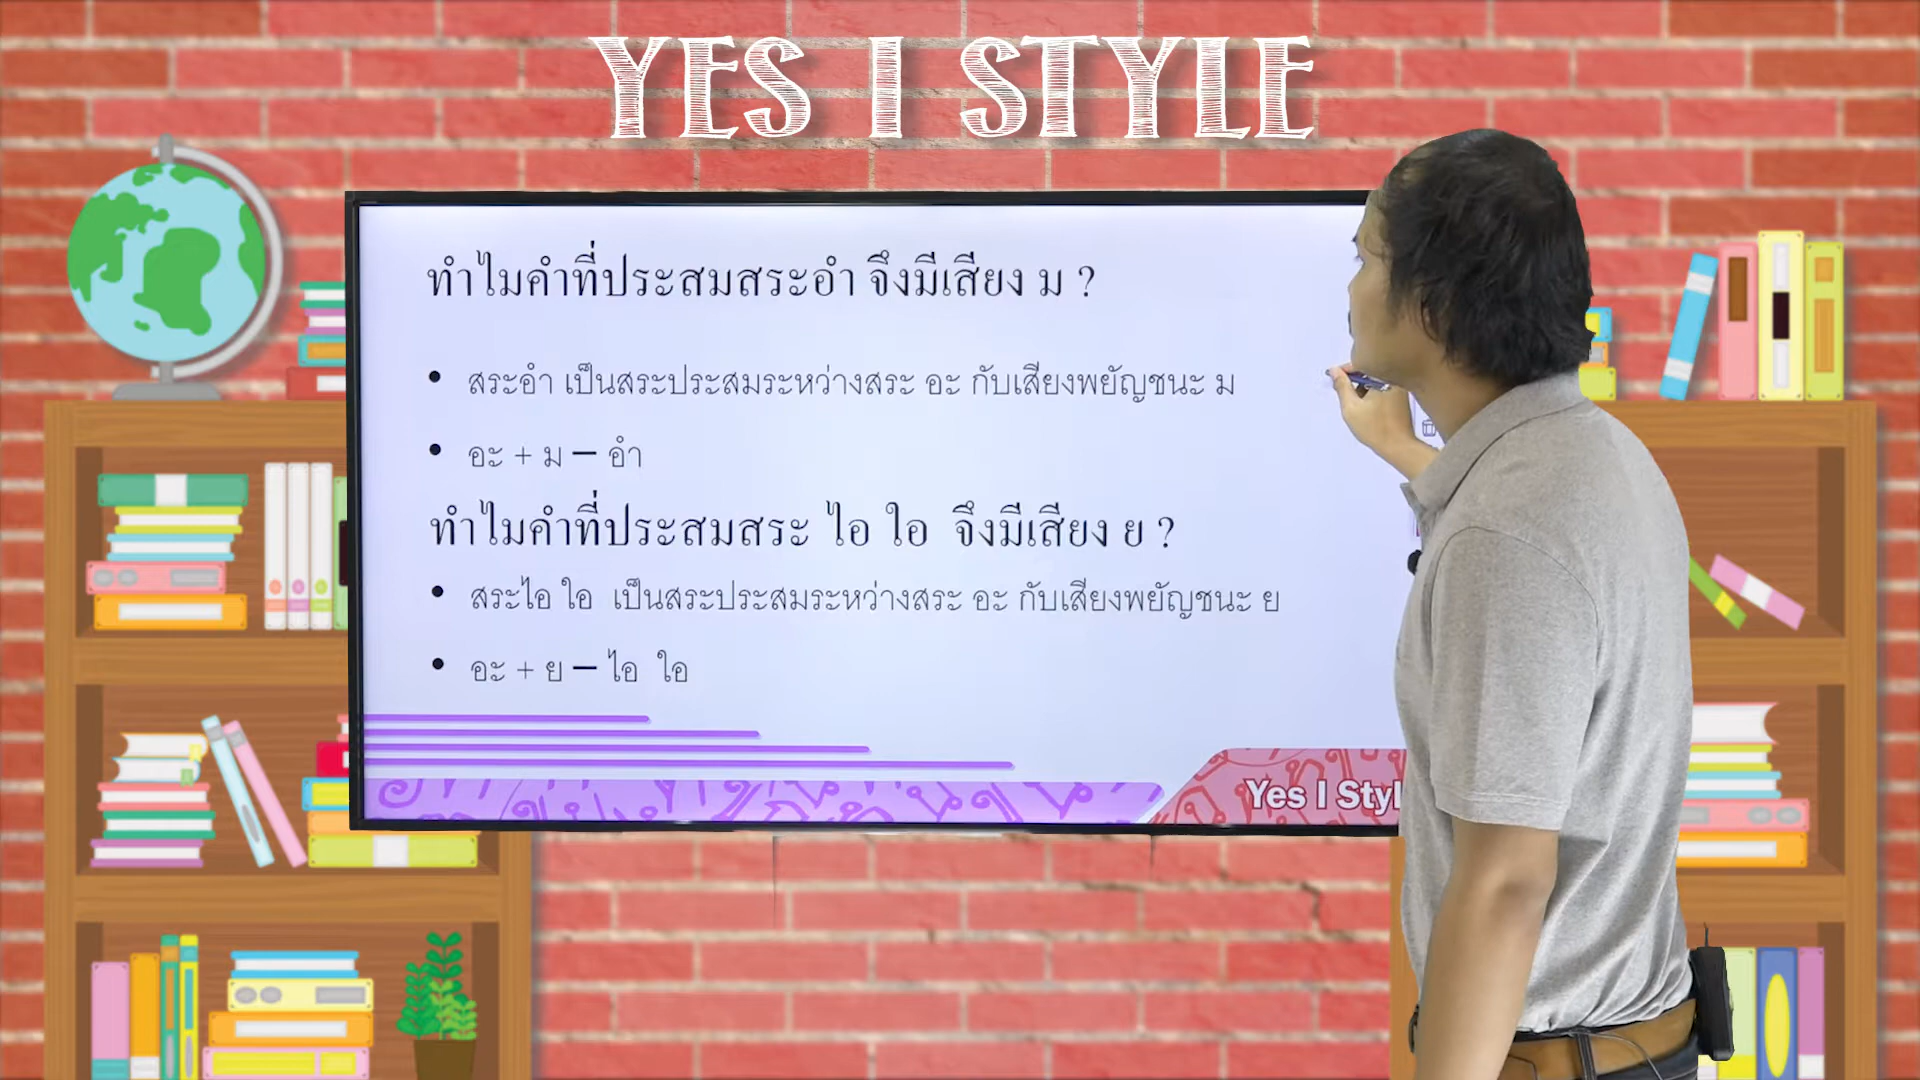 YES I STYLE
ทำไมคำที่ประสมสระอำ จึงมีเสียง ม ?
• สระอำ เป็นสระประสมระหว่างสระ อะ กับเสียงพยัญชนะ ม
• อะ + ม – อำ
ทำไมคำที่ประสมสระ ไอ ใอ จึงมีเสียง ย ?
• สระไอ ใอ เป็นสระประสมระหว่างสระ อะ กับเสียงพยัญชนะ ย
• อะ + ย – ไอ ใอ
Yes I Styl